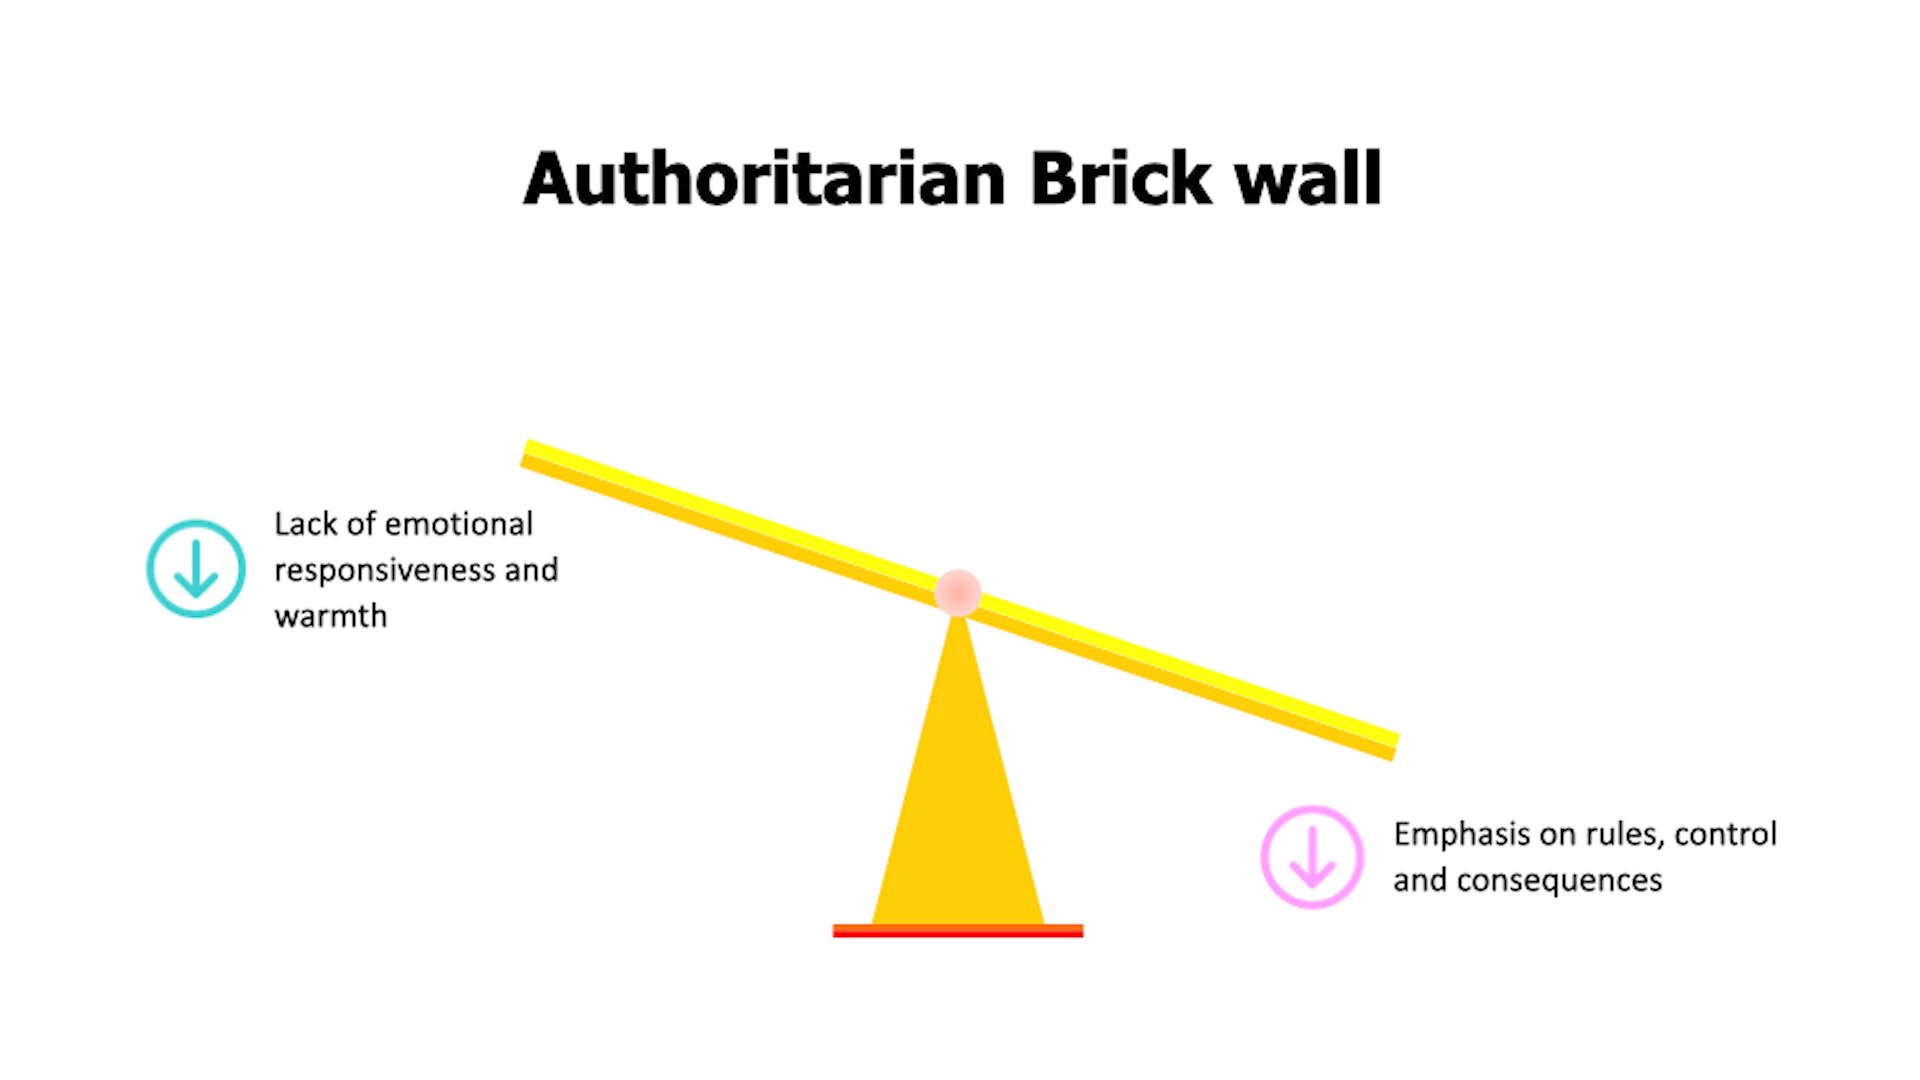 Authoritarian Brick wall
Lack of emotional
responsiveness and
warmth
Emphasis on rules, control
and consequences